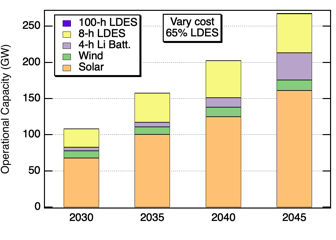 250
200
150
100
50
0
Operational Capacity (GW)
100-h LDES
8-h LDES
4-h Li Batt.
Wind
Solar
Vary cost
65% LDES
2030
2035
2040
2045